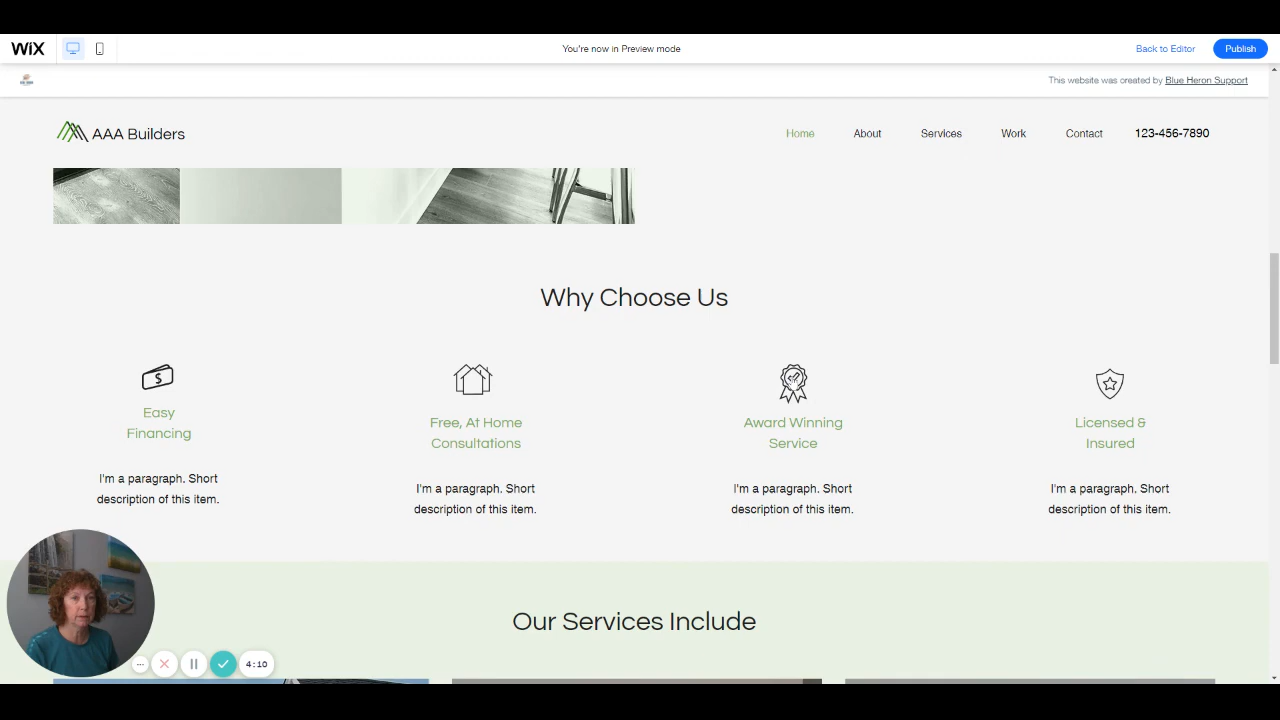 WiX
You're now in Preview mode
Back to Editor
Publish
This website was created by Blue Heron Support
AAA Builders
Home
About
Services
Work
Contact
123-456-7890
Why Choose Us
$
Easy
Financing
I'm a paragraph. Short
description of this item.
Free, At Home
Consultations
I'm a paragraph. Short
description of this item.
Award Winning
Service
I'm a paragraph. Short
description of this item.
Licensed &
Insured
I'm a paragraph. Short
description of this item.
Our Services Include
4:10